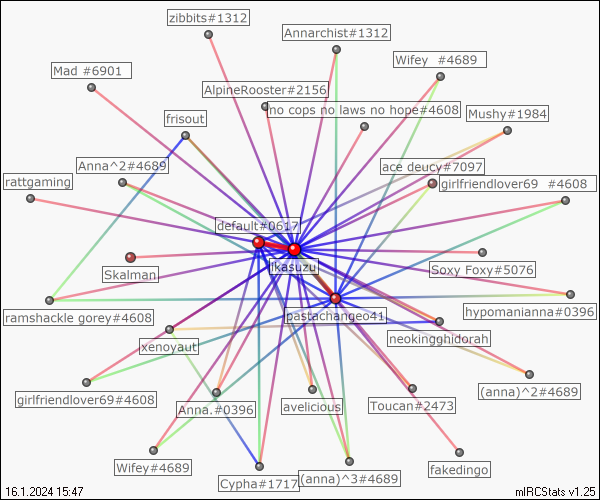 zibbits#1312
Annarchist#1312
Wifey  #4689
Mad #6901
AlpineRooster#2156
no cops no laws no hope#4608
Mushy#1984
frisout
Anna^2#4689
ace deucy#7097
rattgaming
girlfriendlover69  #4608
default#0617
ikasuzu
Skalman
Soxy Foxy#5076
ramshackle gorey#4608
pastachangeo41
hypomanianna#0396
xenoyaut
neokingghidorah
girlfriendlover69#4608
Anna.#0396
avelicious
Toucan#2473
(anna)^2#4689
Wifey#4689
Cypha#1717
(anna)^3#4689
fakedingo
16.1.2024 15:47
mIRCStats v1.25